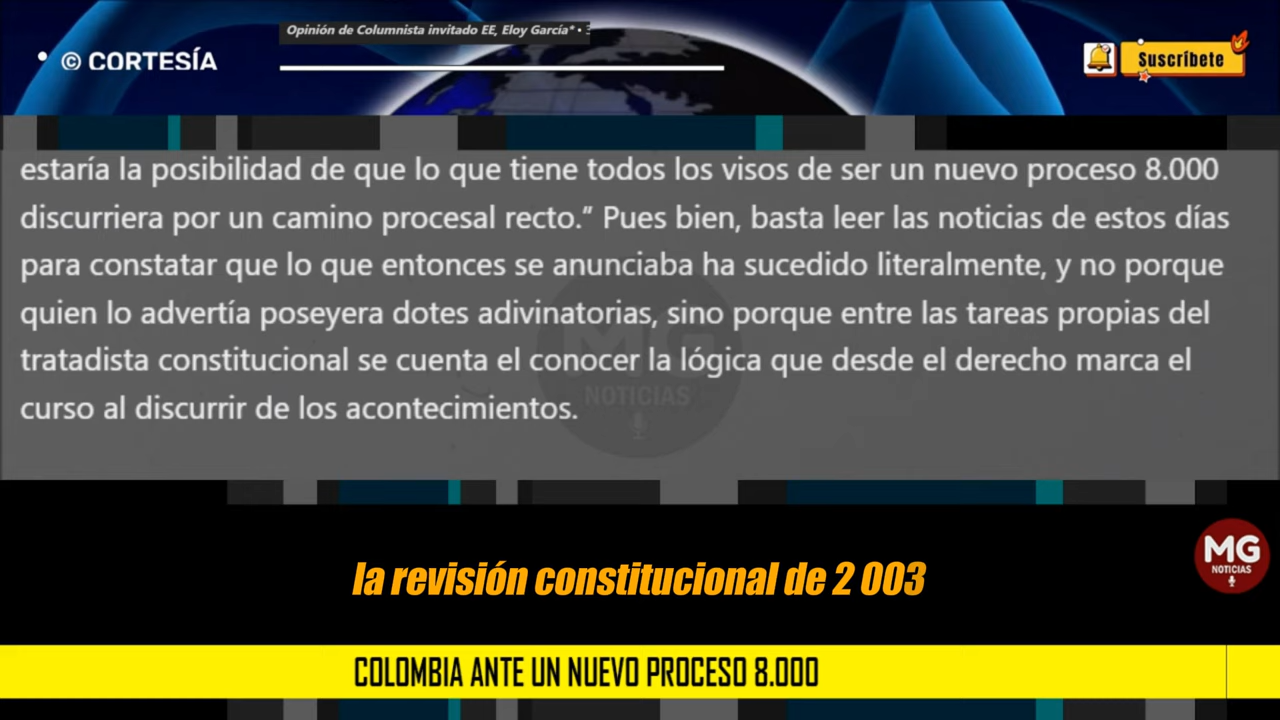 Opinión de Columnista invitado EE, Eloy García* •
© CORTESÍA
Suscríbete
estaría la posibilidad de que lo que tiene todos los visos de ser un nuevo proceso 8.000
discurriera por un camino procesal recto.” Pues bien, basta leer las noticias de estos días
para constatar que lo que entonces se anunciaba ha sucedido literalmente, y no porque
quien lo advertía poseyera dotes adivinatorias, sino porque entre las tareas propias del
tratadista constitucional se cuenta el conocer la lógica que desde el derecho marca el
curso al discurrir de los acontecimientos.
MG
NOTICIAS
la revisión constitucional de 2 003
MG
NOTICIAS
COLOMBIA ANTE UN NUEVO PROCESO 8.000